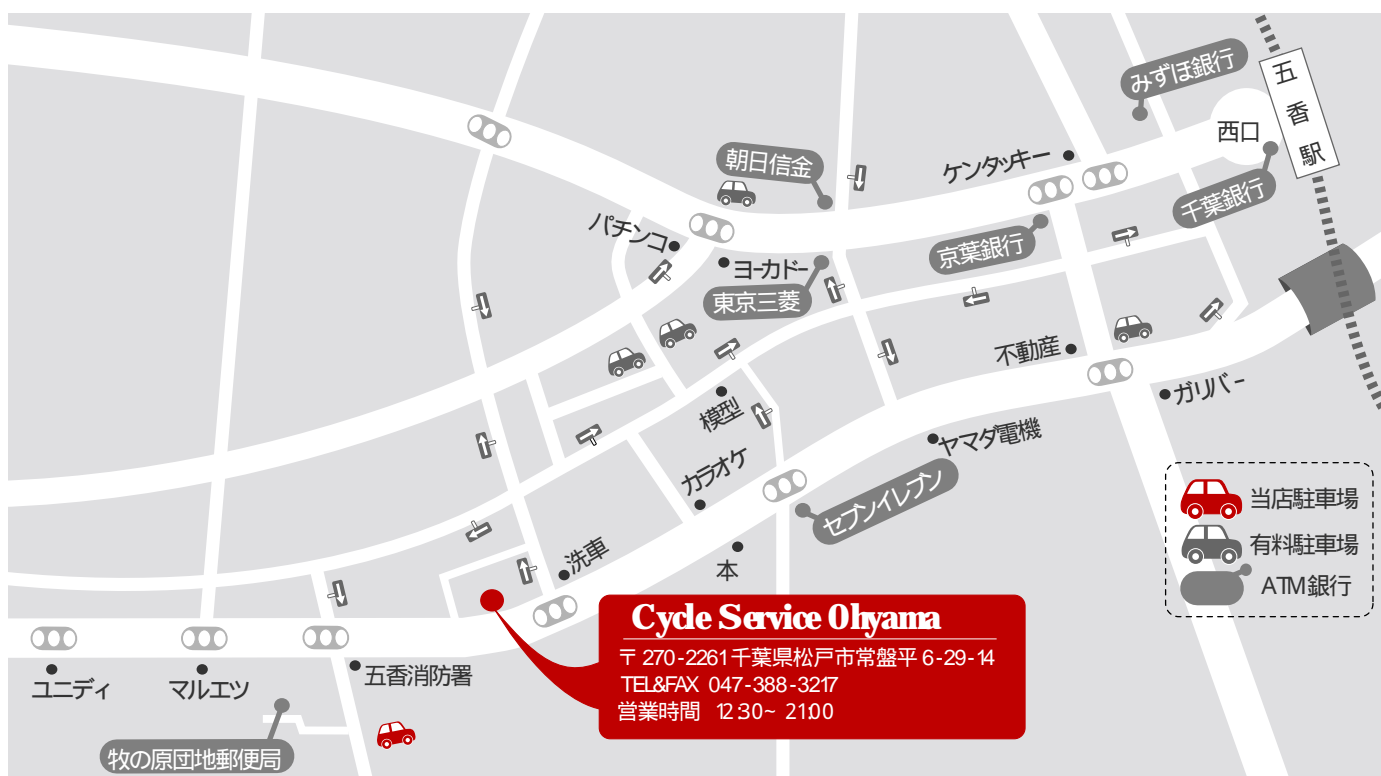 みずほ銀行
五香駅
西口
朝日信金
ケンタッキー
千葉銀行
パチンコ
京葉銀行
ヨーカドー
東京三菱
不動産
ガリバー
模型
ヤマダ電機
カラオケ
セブンイレブン
当店駐車場
有料駐車場
ATM銀行
洗車
本
Cycle Service Ohyama
〒270-2261千葉県松戸市常盤平6-29-14
TEL&FAX 047-388-3217
営業時間 12:30~ 21:00
五香消防署
ユニディ
マルエツ
牧の原団地郵便局